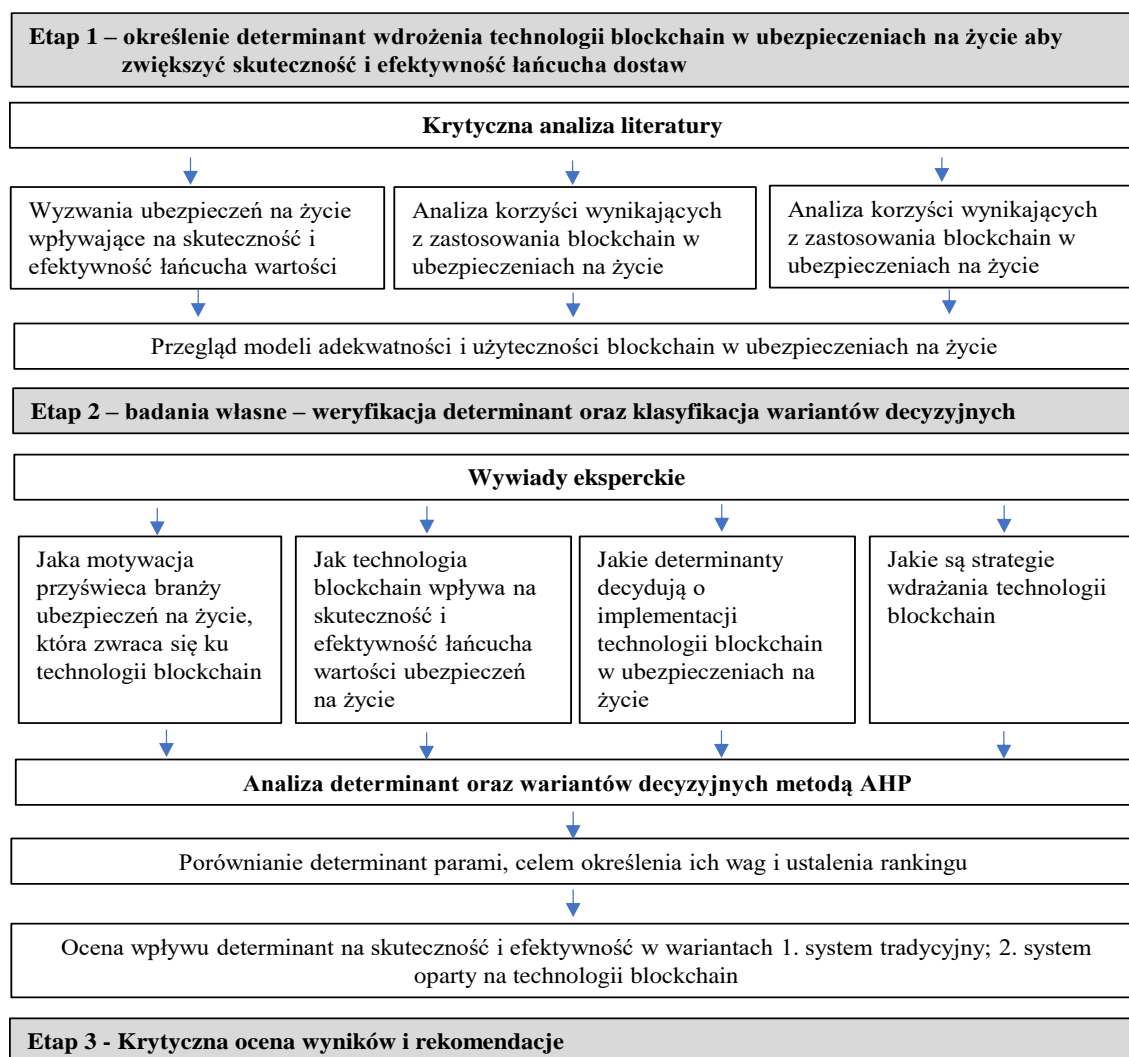 Etap 1 – określenie determinant wdrożenia technologii blockchain w ubezpieczeniach na życie aby
zwiększyć skuteczność i efektywność łańcucha dostaw
Krytyczna analiza literatury
Wyzwania ubezpieczeń na życie
wpływające na skuteczność i
efektywność łańcucha wartości
Analiza korzyści wynikających
z zastosowania blockchain w
ubezpieczeniach na życie
Analiza korzyści wynikających
z zastosowania blockchain w
ubezpieczeniach na życie
Przegląd modeli adekwatności i użyteczności blockchain w ubezpieczeniach na życie
Etap 2 – badania własne – weryfikacja determinant oraz klasyfikacja wariantów decyzyjnych
Wywiady eksperckie
Jaka motywacja
przyświeca branży
ubezpieczeń na życie,
która zwraca się ku
technologii blockchain
Jak technologia
blockchain wpływa na
skuteczność i
efektywność łańcucha
wartości ubezpieczeń
na życie
Jakie determinanty
decydują o
implementacji
technologii blockchain
w ubezpieczeniach na
życie
Jakie są strategie
wdrażania technologii
blockchain
Analiza determinant oraz wariantów decyzyjnych metodą AHP
Porównianie determinant parami, celem określenia ich wag i ustalenia rankingu
Ocena wpływu determinant na skuteczność i efektywność w wariantach 1. system tradycyjny; 2. system
oparty na technologii blockchain
Etap 3 - Krytyczna ocena wyników i rekomendacje